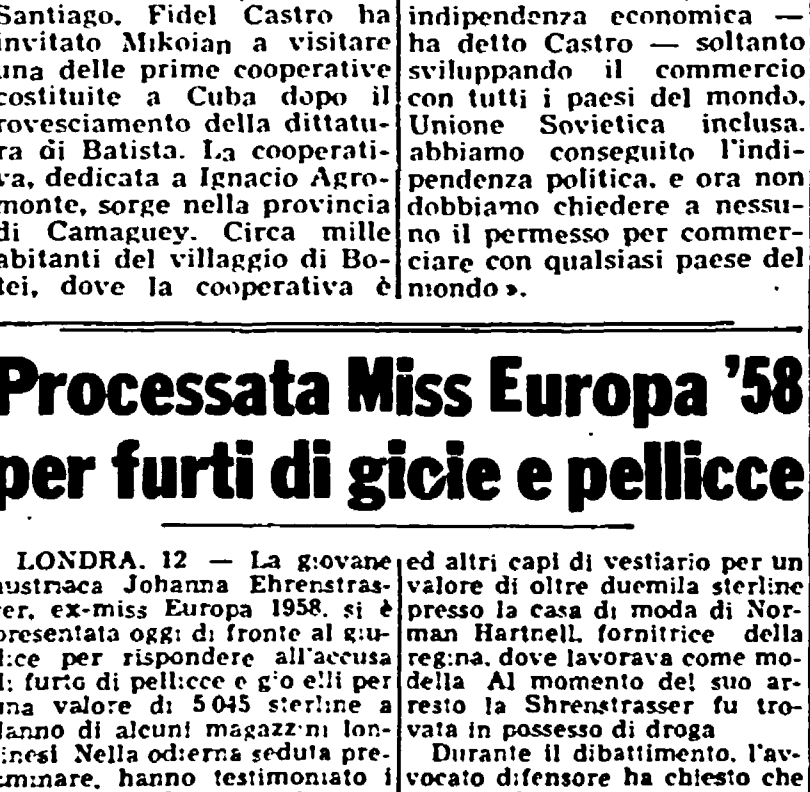 Santiago, Fidel Castro ha
invitato Mikoian a visitare
una delle prime cooperative
costituite a Cuba dopo il
rovesciamento della dittatu-
ra di Batista. La cooperati-
va, dedicata a Ignacio Agro-
monte, sorge nella provincia
di Camaguey. Circa mille
abitanti del villaggio di Bo-
tei, dove la cooperativa è
indipendenza economica —
ha detto Castro — soltanto
sviluppando il commercio
con tutti i paesi del mondo,
Unione Sovietica inclusa.
abbiamo conseguito l'indi-
pendenza politica, e ora non
dobbiamo chiedere a nessu-
no il permesso per commer-
ciare con qualsiasi paese del
mondo ».
Processata Miss Europa '58
per furti di gioie e pellicce
LONDRA, 12 — La giovane
austriaca Johanna Ehrenstras-
ser, ex-miss Europa 1958, si è
presentata oggi di fronte al giu-
dice per rispondere all'accusa
di furto di pellicce e gioielli per
una valore di 5045 sterline a
danno di alcuni magazzini lon-
dinesi Nella odierna seduta pre-
liminare, hanno testimoniato i
ed altri capi di vestiario per un
valore di oltre duemila sterline
presso la casa di moda di Nor-
man Hartnell, fornitrice della
regina, dove lavorava come mo-
della Al momento del suo ar-
resto la Shrenstrasser fu tro-
vata in possesso di droga
Durante il dibattimento, l'av-
vocato difensore ha chiesto che